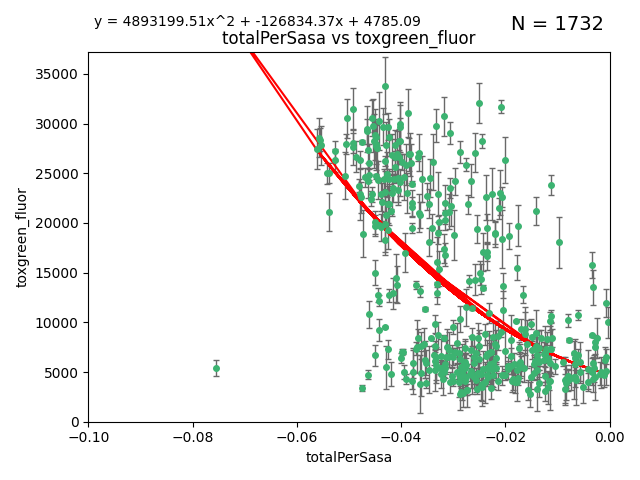 y = 4893199.51x^2 + -126834.37x + 4785.09
N = 1732
totalPerSasa vs toxgreen_fluor
toxgreen_fluor
35000
30000
25000
20000
15000
10000
5000
0
−0.10 −0.08 −0.06 −0.04 −0.02 0.00
totalPerSasa